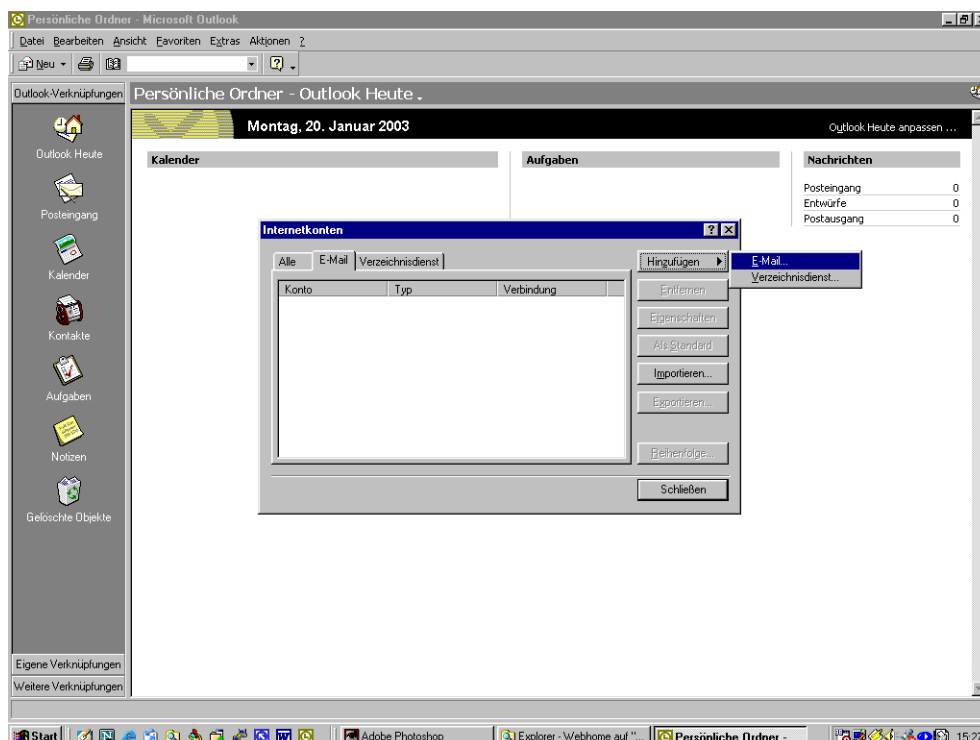 Persönliche Ordner - Microsoft Outlook
Datei Bearbeiten Ansicht Favoriten Extras Aktionen ?
Neu
Outlook-Verknüpfungen
Persönliche Ordner - Outlook Heute
Montag, 20. Januar 2003
Outlook Heute anpassen ...
Outlook Heute
Posteingang
Kalender
Kontakte
Aufgaben
Notizen
Gelöschte Objekte
Eigene Verknüpfungen
Weitere Verknüpfungen
Kalender
Aufgaben
Nachrichten
Posteingang 0
Entwürfe 0
Postausgang 0
Internetkonten
Alle E-Mail Verzeichnisdienst
Konto Typ Verbindung
Hinzufügen
Entfernen
Eigenschaften
Als Standard
Importieren...
Exportieren...
Reihenfolge...
Schließen
E-Mail...
Verzeichnisdienst...
Start
Adobe Photoshop
Explorer - Webhome auf "...
Persönliche Ordner -